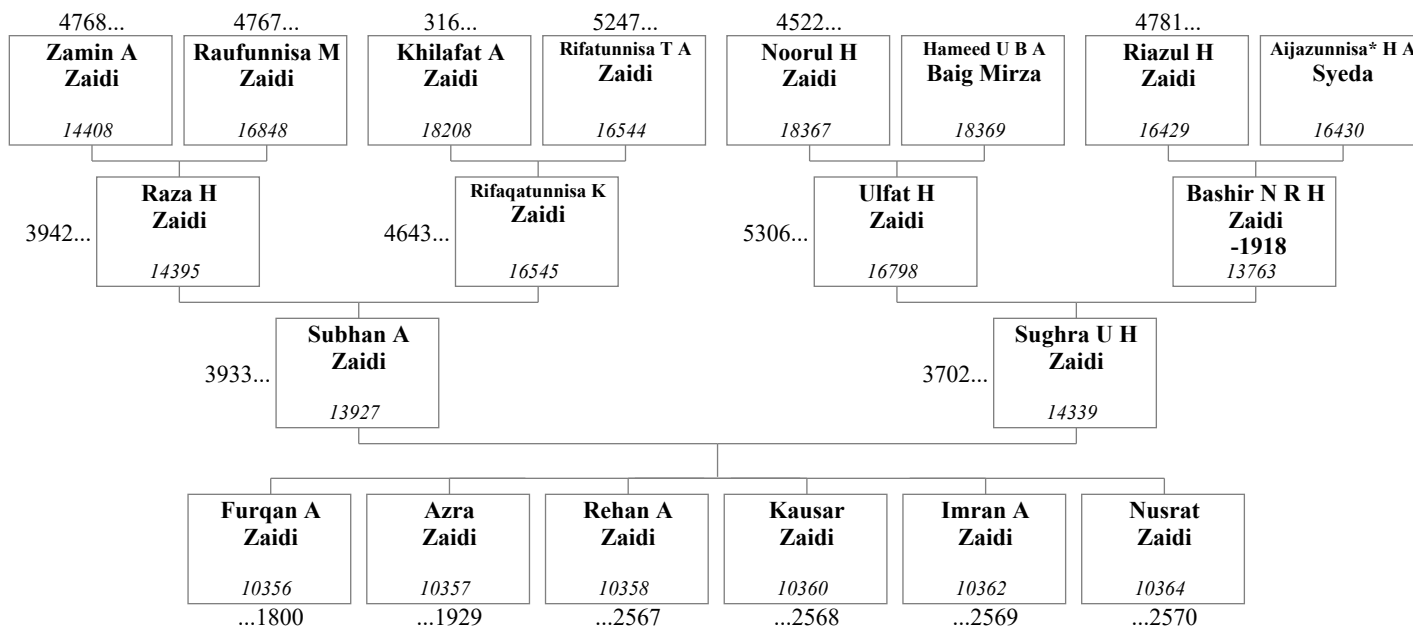 4768...
4767...
316...
5247...
4522...
4781...
Zamin A
Zaidi
14408
Raufunnisa M
Zaidi
16848
Khilafat A
Zaidi
18208
Rifatunnisa T A
Zaidi
16544
Noorul H
Zaidi
18367
Hameed U B A
Baig Mirza
18369
Riazul H
Zaidi
16429
Aijazunnisa* H A
Syeda
16430
3942...
Raza H
Zaidi
14395
4643...
Rifaqatunnisa K
Zaidi
16545
5306...
Ulfat H
Zaidi
16798
Bashir N R H
Zaidi
-1918
13763
3933...
Subhan A
Zaidi
13927
3702...
Sughra U H
Zaidi
14339
Furqan A
Zaidi
10356
...1800
Azra
Zaidi
10357
...1929
Rehan A
Zaidi
10358
...2567
Kausar
Zaidi
10360
...2568
Imran A
Zaidi
10362
...2569
Nusrat
Zaidi
10364
...2570